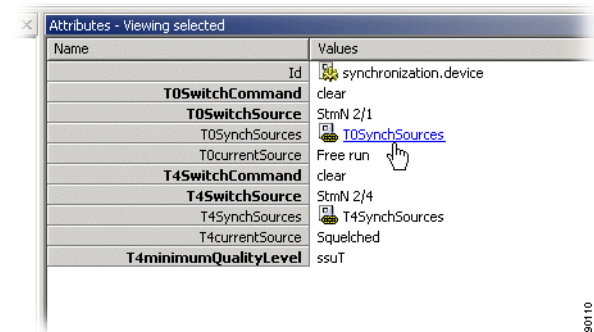 Attributes - Viewing selected
Name Values
Id synchronization.device
T0SwitchCommand clear
T0SwitchSource StmN 2/1
T0SynchSources T0SynchSources
T0currentSource Free run
T4SwitchCommand clear
T4SwitchSource StmN 2/4
T4SynchSources T4SynchSources
T4currentSource Squelched
T4minimumQualityLevel ssuT
90110